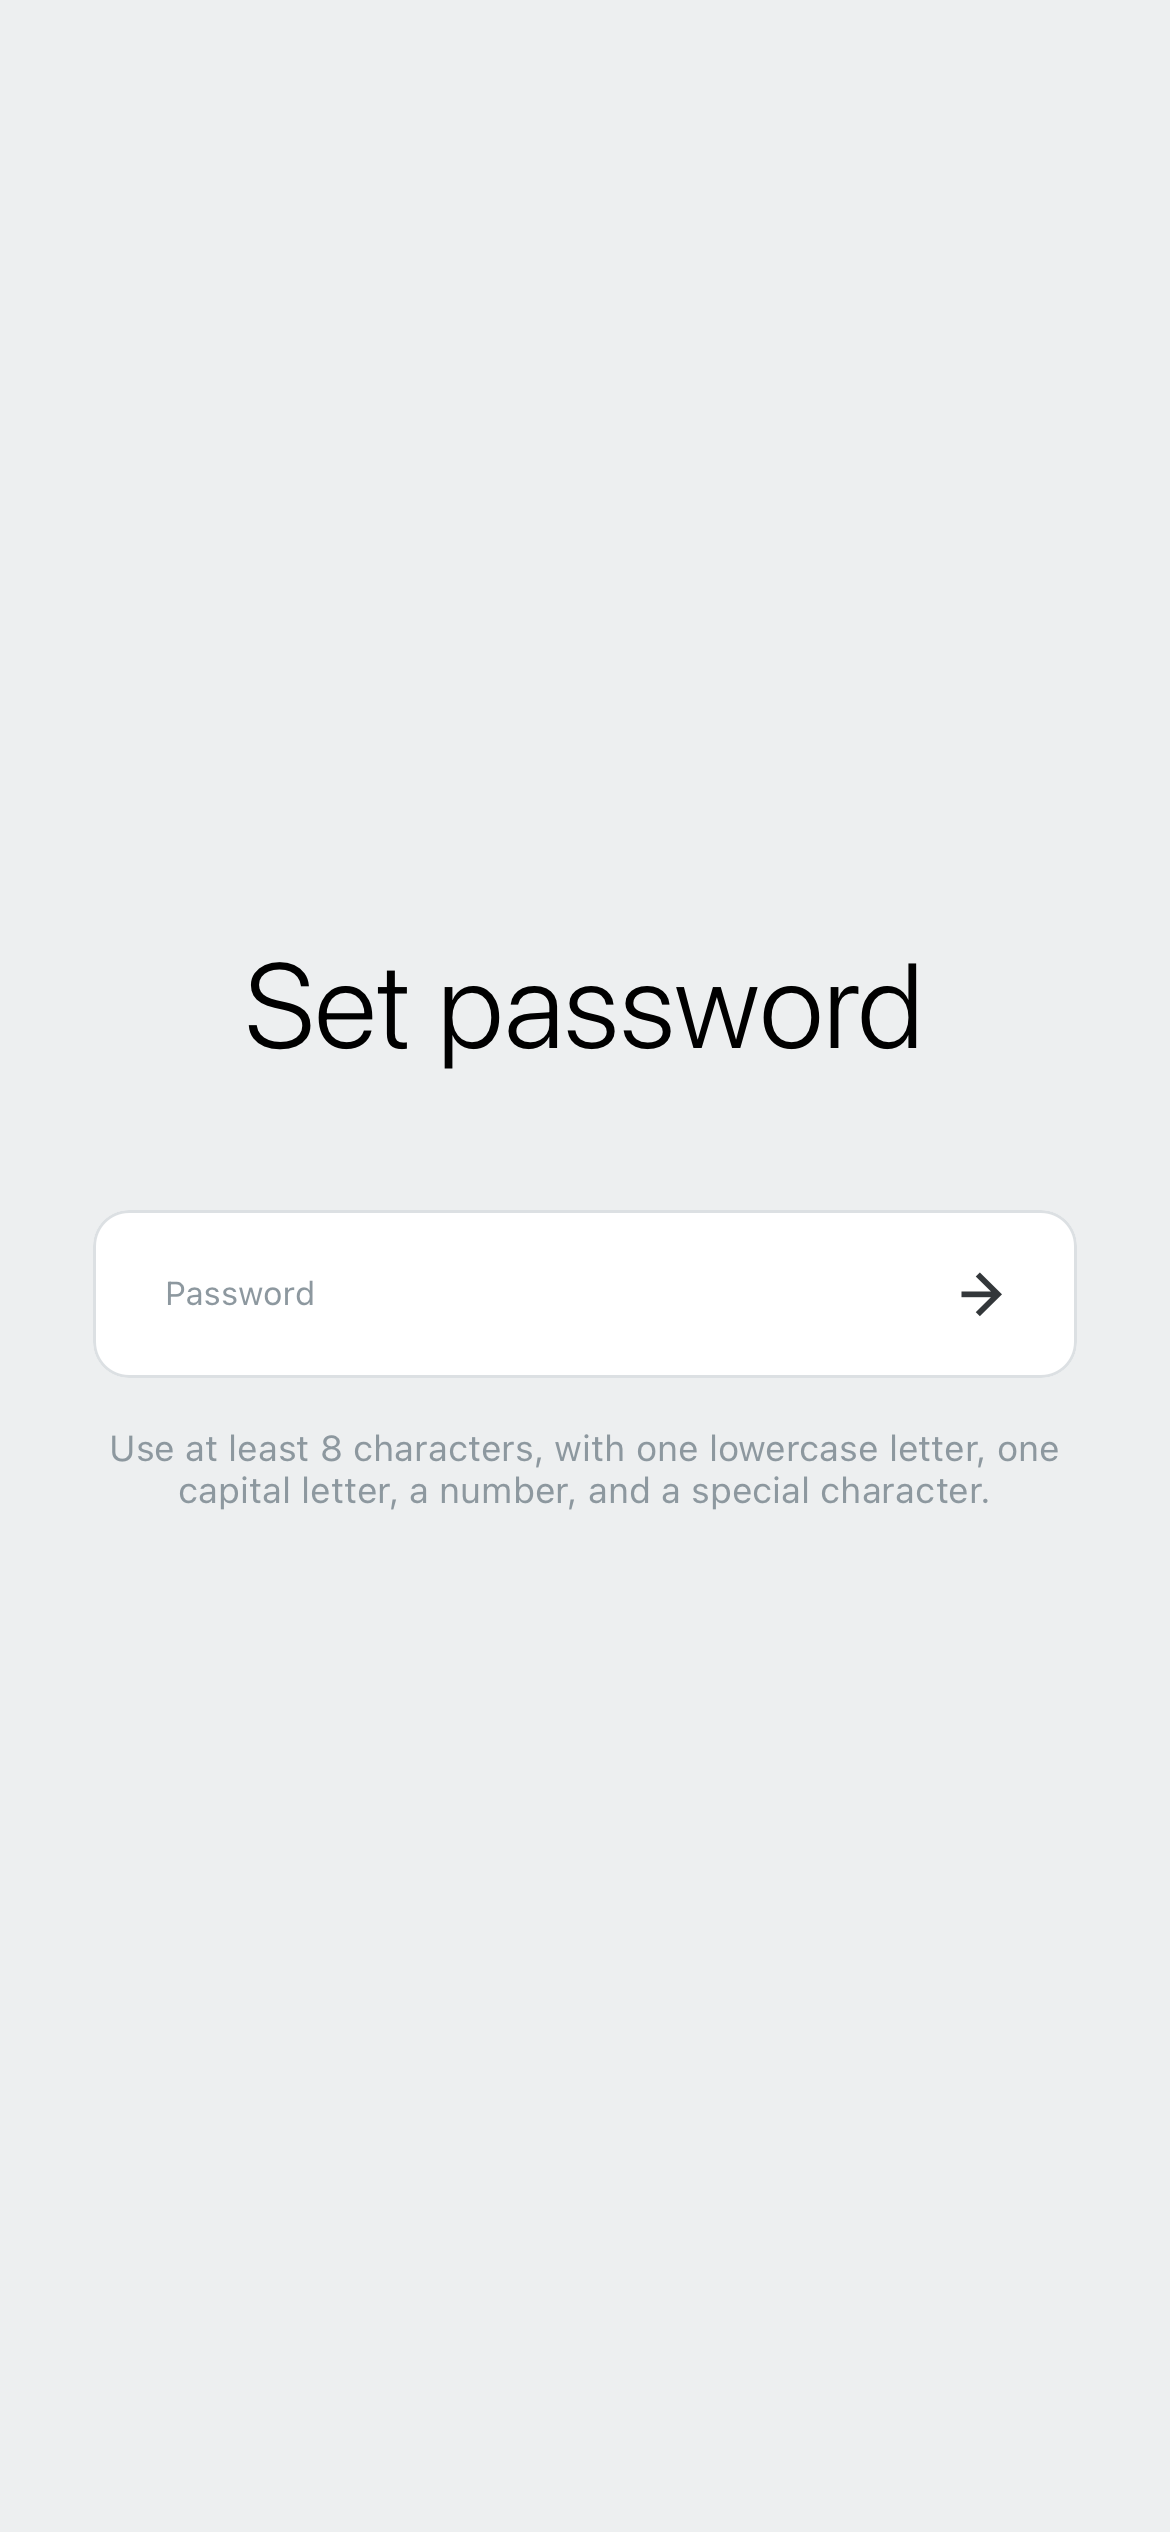 Set password
Password
Use at least 8 characters, with one lowercase letter, one
capital letter, a number, and a special character.